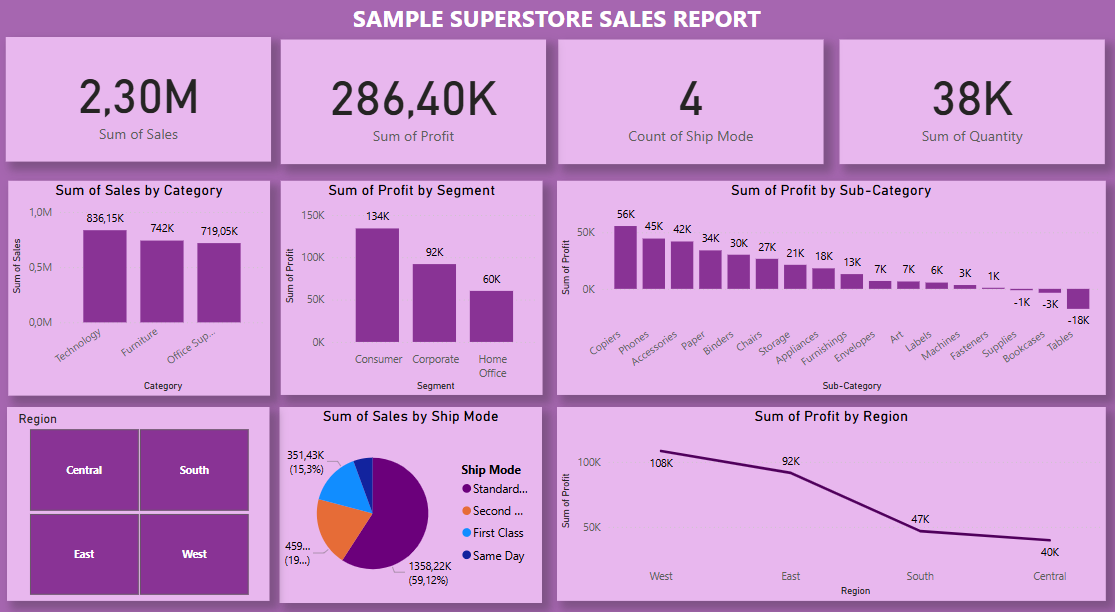 SAMPLE SUPERSTORE SALES REPORT
2,30M
Sum of Sales
286,40K
Sum of Profit
4
Count of Ship Mode
38K
Sum of Quantity
Sum of Sales by Category
Sum of Sales
1,0M
0,5M
0,0M
836,15K
742K
719,05K
Technology
Furniture
Office Sup...
Category
Sum of Profit by Segment
Sum of Profit
150K
100K
50K
0K
134K
92K
60K
Consumer
Corporate
Home
Office
Segment
Sum of Profit by Sub-Category
Sum of Profit
50K
0K
56K
45K
42K
34K
30K
27K
21K
18K
13K
7K
7K
6K
3K
1K
-1K
-3K
-18K
Copiers
Phones
Accessories
Paper
Binders
Chairs
Storage
Appliances
Furnishings
Envelopes
Art
Labels
Machines
Fasteners
Supplies
Bookcases
Tables
Sub-Category
Region
Central
South
East
West
Sum of Sales by Ship Mode
351,43K
(15,3%)
459...
(19...)
1358,22K
(59,12%)
Ship Mode
Standard...
Second ...
First Class
Same Day
Sum of Profit by Region
Sum of Profit
100K
50K
108K
92K
47K
40K
West
East
South
Central
Region